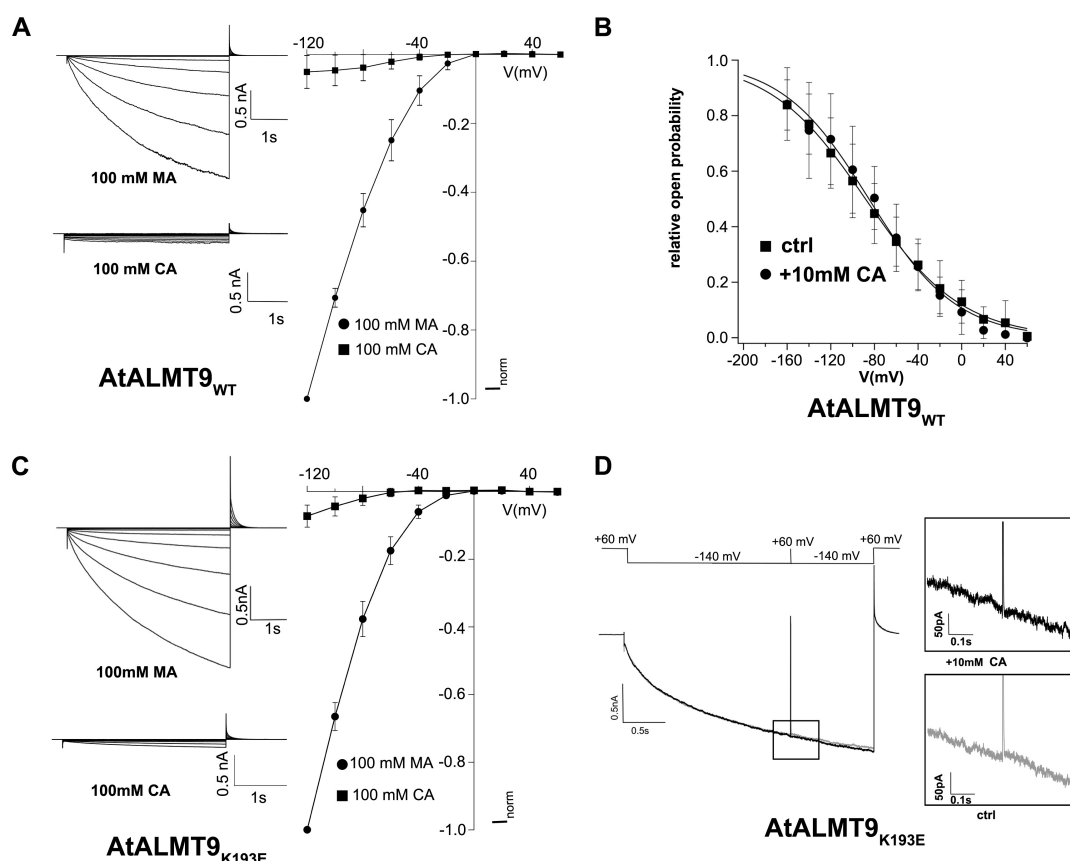 A
0.5 nA
1s
100 mM MA
0.5 nA
1s
100 mM CA
AtALMT9WT
-120
-40
40
V(mV)
-0.2
-0.4
-0.6
-0.8
-1.0
100 mM MA
100 mM CA
Inorm
B
relative open probability
1.0
0.8
0.6
0.4
0.2
0.0
ctrl
+10mM CA
-200
-160
-120
-80
-40
0
40
V(mV)
AtALMT9WT
C
0.5nA
1s
100mM MA
0.5 nA
1s
100mM CA
AtALMT9K193E
-120
-40
40
V(mV)
-0.2
-0.4
-0.6
-0.8
-1.0
100 mM MA
100 mM CA
Inorm
D
+60 mV
-140 mV
+60 mV
-140 mV
+60 mV
0.5nA
0.5s
50pA
0.1s
+10mM CA
50pA
0.1s
ctrl
AtALMT9K193E